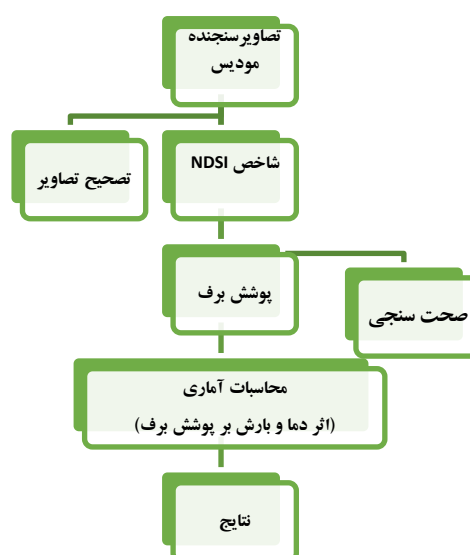 تصاویرسنجنده
مودیس
شاخص NDSI
تصحیح تصاویر
پوشش برف
صحت سنجی
محاسبات آماری
(اثر دما و بارش بر پوشش برف)
نتایج